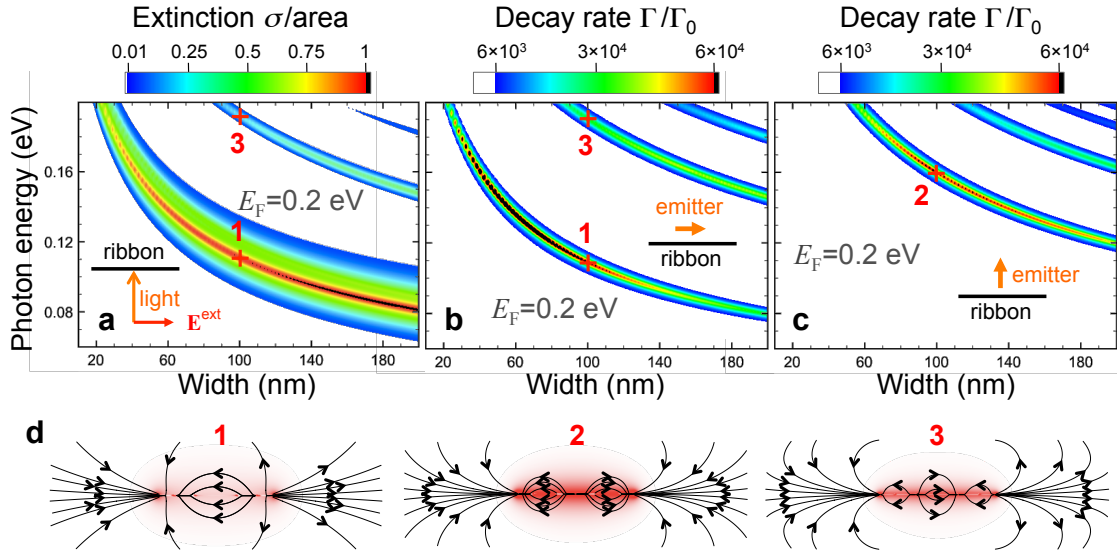 Extinction σ/area
0.01 0.25 0.5 0.75 1
Decay rate Γ/Γ0
6×10³ 3×10⁴ 6×10⁴
Decay rate Γ/Γ0
6×10³ 3×10⁴ 6×10⁴
Photon energy (eV)
0.16
0.12
0.08
3
EF=0.2 eV
1
ribbon
light
Eext
a
20 60 100 140
Width (nm)
3
emitter
ribbon
1
EF=0.2 eV
b
20 60 100 140
Width (nm)
2
EF=0.2 eV
emitter
ribbon
c
20 60 100 140
Width (nm)
d
1
2
3